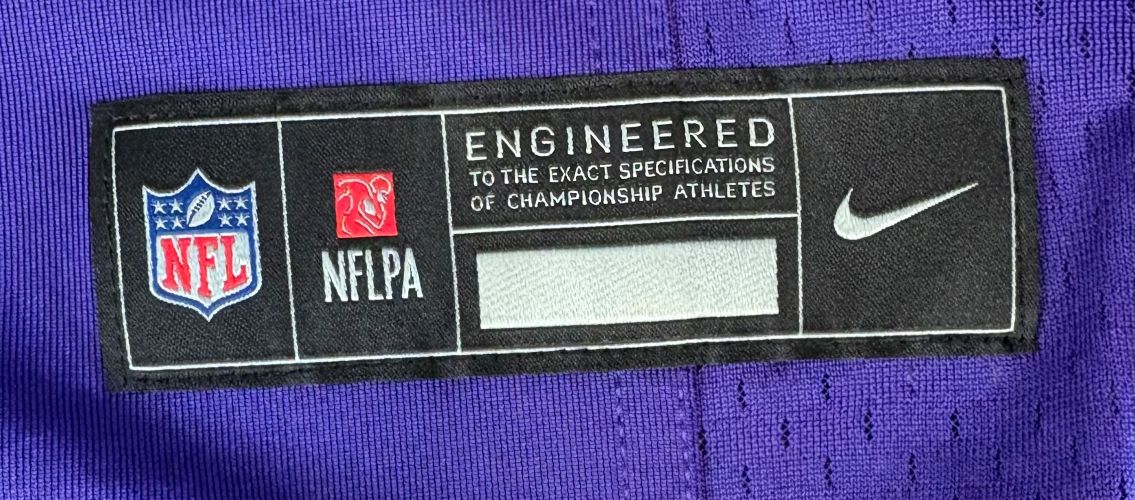 NFL
NFLPA
ENGINEERED
TO THE EXACT SPECIFICATIONS
OF CHAMPIONSHIP ATHLETES